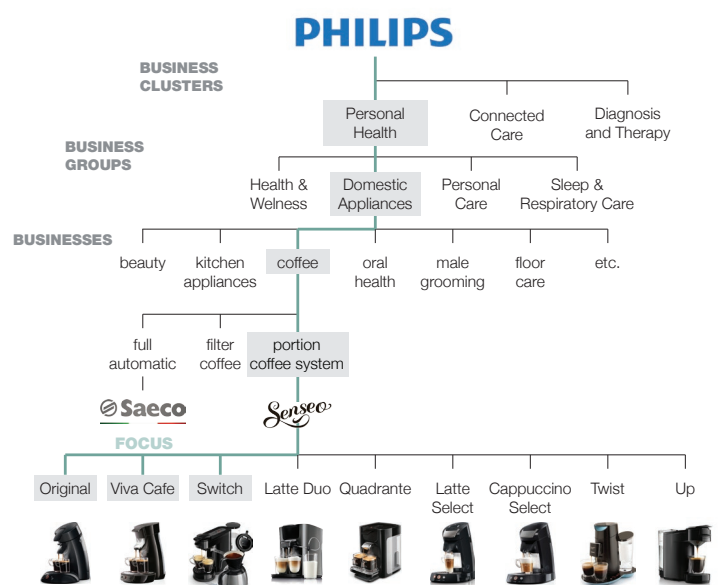 PHILIPS
BUSINESS
CLUSTERS
Personal
Health
Connected
Care
Diagnosis
and Therapy
BUSINESS
GROUPS
Health &
Welness
Domestic
Appliances
Personal
Care
Sleep &
Respiratory Care
BUSINESSES
beauty
kitchen
appliances
coffee
oral
health
male
grooming
floor
care
etc.
full
automatic
filter
coffee
portion
coffee system
Saeco
Senseo
FOCUS
Original
Viva Cafe
Switch
Latte Duo
Quadrante
Latte
Select
Cappuccino
Select
Twist
Up